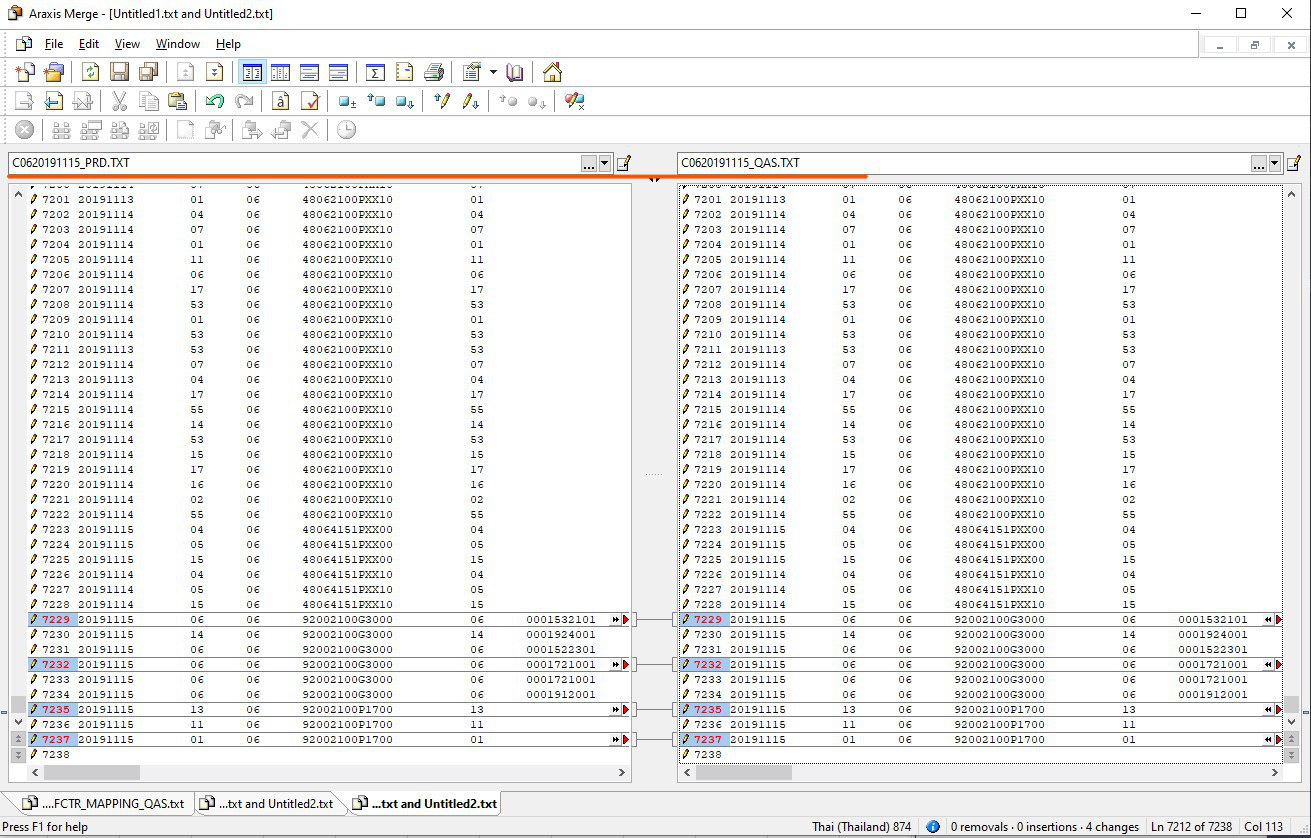 Araxis Merge - [Untitled1.txt and Untitled2.txt]
File Edit View Window Help
C0620191115_PRD.TXT ... C0620191115_QAS.TXT ...
7201 20191113 01 06 48062100PXX10 01 7201 20191113 01 06 48062100PXX10 01
7202 20191114 04 06 48062100PXX10 04 7202 20191114 04 06 48062100PXX10 04
7203 20191114 07 06 48062100PXX10 07 7203 20191114 07 06 48062100PXX10 07
7204 20191114 01 06 48062100PXX10 01 7204 20191114 01 06 48062100PXX10 01
7205 20191114 11 06 48062100PXX10 11 7205 20191114 11 06 48062100PXX10 11
7206 20191114 06 06 48062100PXX10 06 7206 20191114 06 06 48062100PXX10 06
7207 20191114 17 06 48062100PXX10 17 7207 20191114 17 06 48062100PXX10 17
7208 20191114 53 06 48062100PXX10 53 7208 20191114 53 06 48062100PXX10 53
7209 20191114 01 06 48062100PXX10 01 7209 20191114 01 06 48062100PXX10 01
7210 20191114 53 06 48062100PXX10 53 7210 20191114 53 06 48062100PXX10 53
7211 20191113 53 06 48062100PXX10 53 7211 20191113 53 06 48062100PXX10 53
7212 20191114 07 06 48062100PXX10 07 7212 20191114 07 06 48062100PXX10 07
7213 20191113 04 06 48062100PXX10 04 7213 20191113 04 06 48062100PXX10 04
7214 20191114 17 06 48062100PXX10 17 7214 20191114 17 06 48062100PXX10 17
7215 20191114 55 06 48062100PXX10 55 7215 20191114 55 06 48062100PXX10 55
7216 20191114 14 06 48062100PXX10 14 7216 20191114 14 06 48062100PXX10 14
7217 20191114 53 06 48062100PXX10 53 7217 20191114 53 06 48062100PXX10 53
7218 20191114 15 06 48062100PXX10 15 7218 20191114 15 06 48062100PXX10 15
7219 20191114 17 06 48062100PXX10 17 7219 20191114 17 06 48062100PXX10 17
7220 20191114 16 06 48062100PXX10 16 7220 20191114 16 06 48062100PXX10 16
7221 20191114 02 06 48062100PXX10 02 7221 20191114 02 06 48062100PXX10 02
7222 20191114 55 06 48062100PXX10 55 7222 20191114 55 06 48062100PXX10 55
7223 20191115 04 06 48064151PXX00 04 7223 20191115 04 06 48064151PXX00 04
7224 20191115 05 06 48064151PXX00 05 7224 20191115 05 06 48064151PXX00 05
7225 20191115 15 06 48064151PXX00 15 7225 20191115 15 06 48064151PXX00 15
7226 20191114 04 06 48064151PXX10 04 7226 20191114 04 06 48064151PXX10 04
7227 20191114 05 06 48064151PXX10 05 7227 20191114 05 06 48064151PXX10 05
7228 20191114 15 06 48064151PXX10 15 7228 20191114 15 06 48064151PXX10 15
7229 20191115 06 06 92002100G3000 06 0001532101 7229 20191115 06 06 92002100G3000 06 0001532101
7230 20191115 14 06 92002100G3000 14 0001924001 7230 20191115 14 06 92002100G3000 14 0001924001
7231 20191115 06 06 92002100G3000 06 0001522301 7231 20191115 06 06 92002100G3000 06 0001522301
7232 20191115 06 06 92002100G3000 06 0001721001 7232 20191115 06 06 92002100G3000 06 0001721001
7233 20191115 06 06 92002100G3000 06 0001721001 7233 20191115 06 06 92002100G3000 06 0001721001
7234 20191115 06 06 92002100G3000 06 0001912001 7234 20191115 06 06 92002100G3000 06 0001912001
7235 20191115 13 06 92002100P1700 13 7235 20191115 13 06 92002100P1700 13
7236 20191115 11 06 92002100P1700 11 7236 20191115 11 06 92002100P1700 11
7237 20191115 01 06 92002100P1700 01 7237 20191115 01 06 92002100P1700 01
7238 7238
....FCTR_MAPPING_QAS.txt ...txt and Untitled2.txt ...txt and Untitled2.txt
Press F1 for help Thai (Thailand) 874 0 removals · 0 insertions · 4 changes Ln 7212 of 7238 Col 113